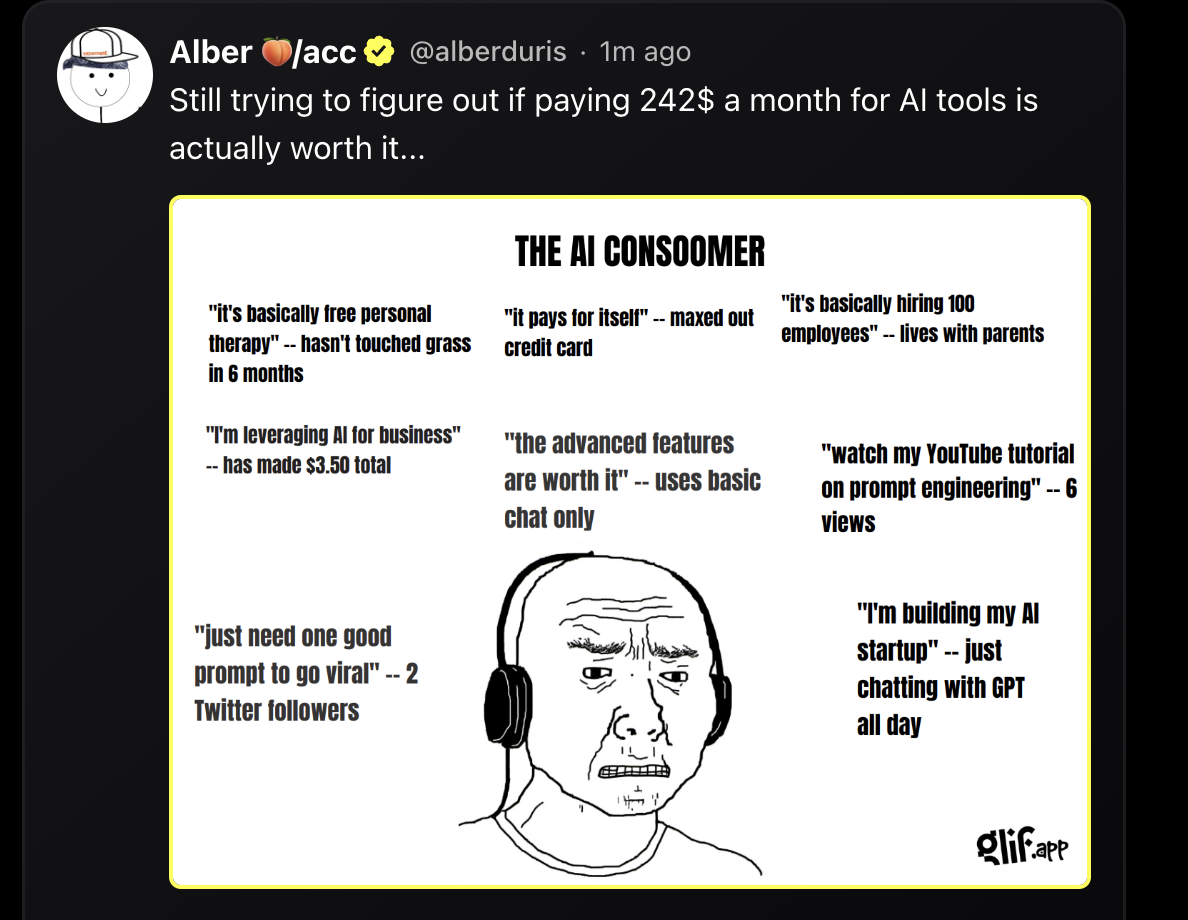 Alber 🍑/acc @alberduris · 1m ago
Still trying to figure out if paying 242$ a month for AI tools is
actually worth it...
THE AI CONSOOMER
"it's basically free personal
therapy" -- hasn't touched grass
in 6 months
"it pays for itself" -- maxed out
credit card
"it's basically hiring 100
employees" -- lives with parents
"I'm leveraging AI for business"
-- has made $3.50 total
"the advanced features
are worth it" -- uses basic
chat only
"watch my YouTube tutorial
on prompt engineering" -- 6
views
"just need one good
prompt to go viral" -- 2
Twitter followers
"I'm building my AI
startup" -- just
chatting with GPT
all day
glif.app